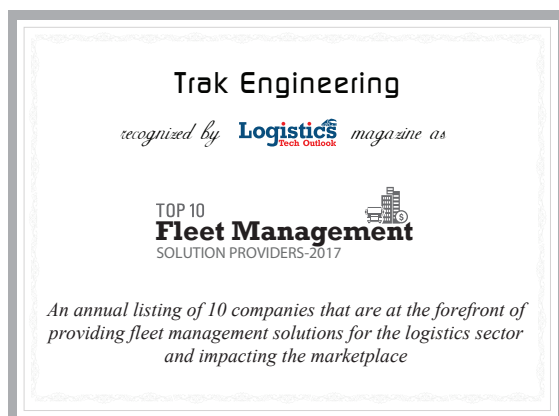 Trak Engineering
recognized by Logistics Tech Outlook magazine as
TOP 10
Fleet Management
SOLUTION PROVIDERS-2017
An annual listing of 10 companies that are at the forefront of
providing fleet management solutions for the logistics sector
and impacting the marketplace